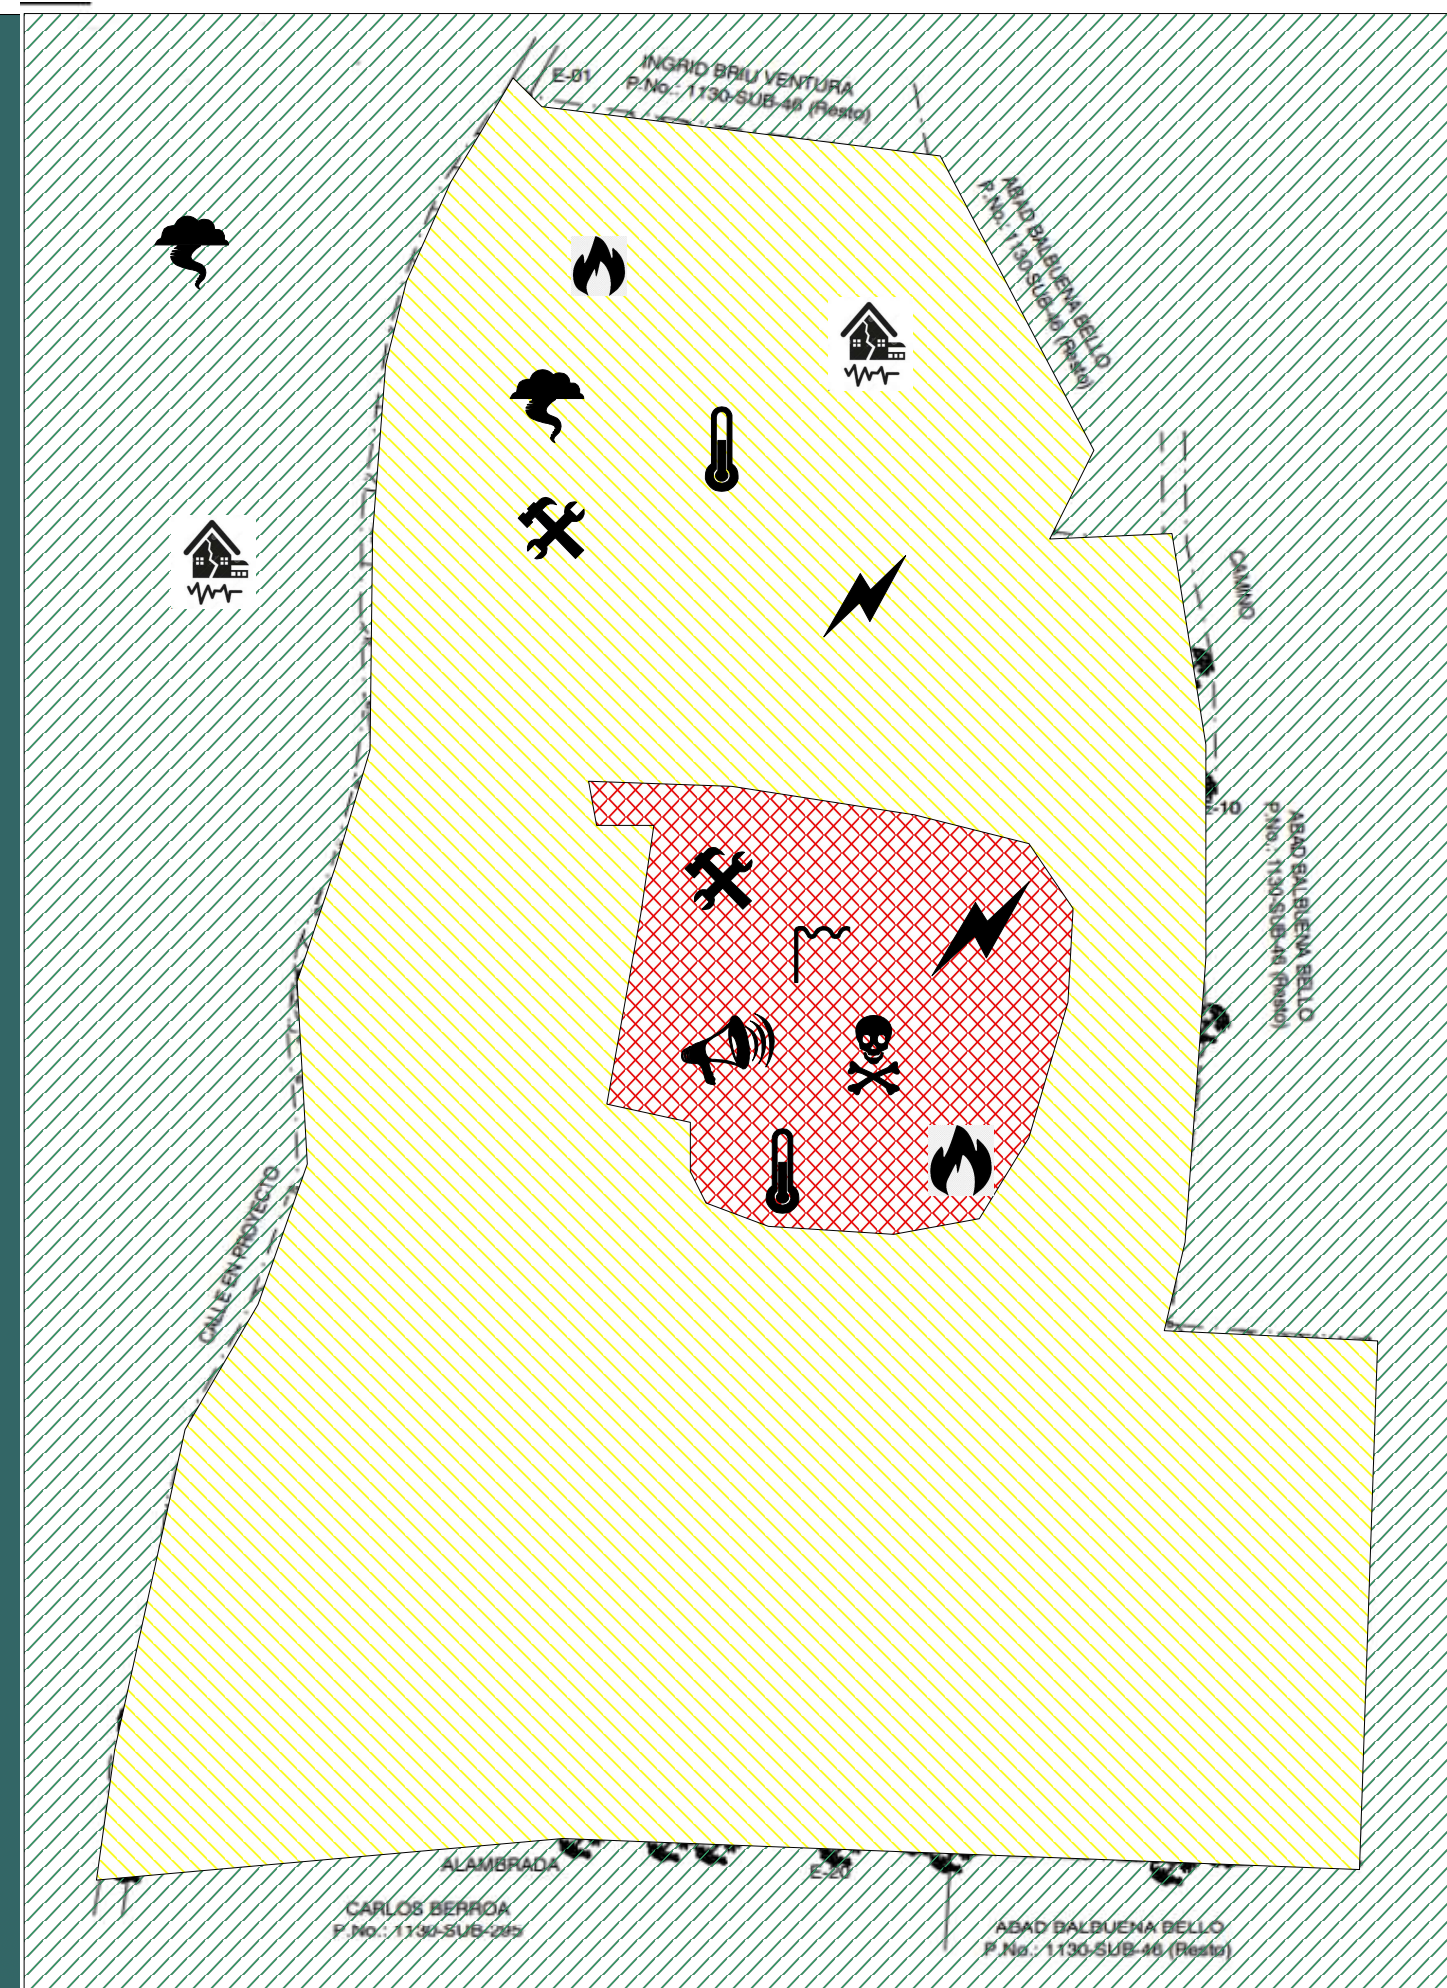 E-01
INGRID BRIU VENTURA
P.No.: 1130-SUB-46 (Resto)
ABAD BALBUENA BELLO
P.No.: 1130-SUB-46 (Resto)
CAMINO
-10
ABAD BALBUENA BELLO
P.No.: 1130-SUB-46 (Resto)
CALLE EN PROYECTO
ALAMBRADA
E-20
CARLOS BERROA
P.No.: 1130-SUB-295
ABAD BALBUENA BELLO
P.No.: 1130-SUB-46 (Resto)